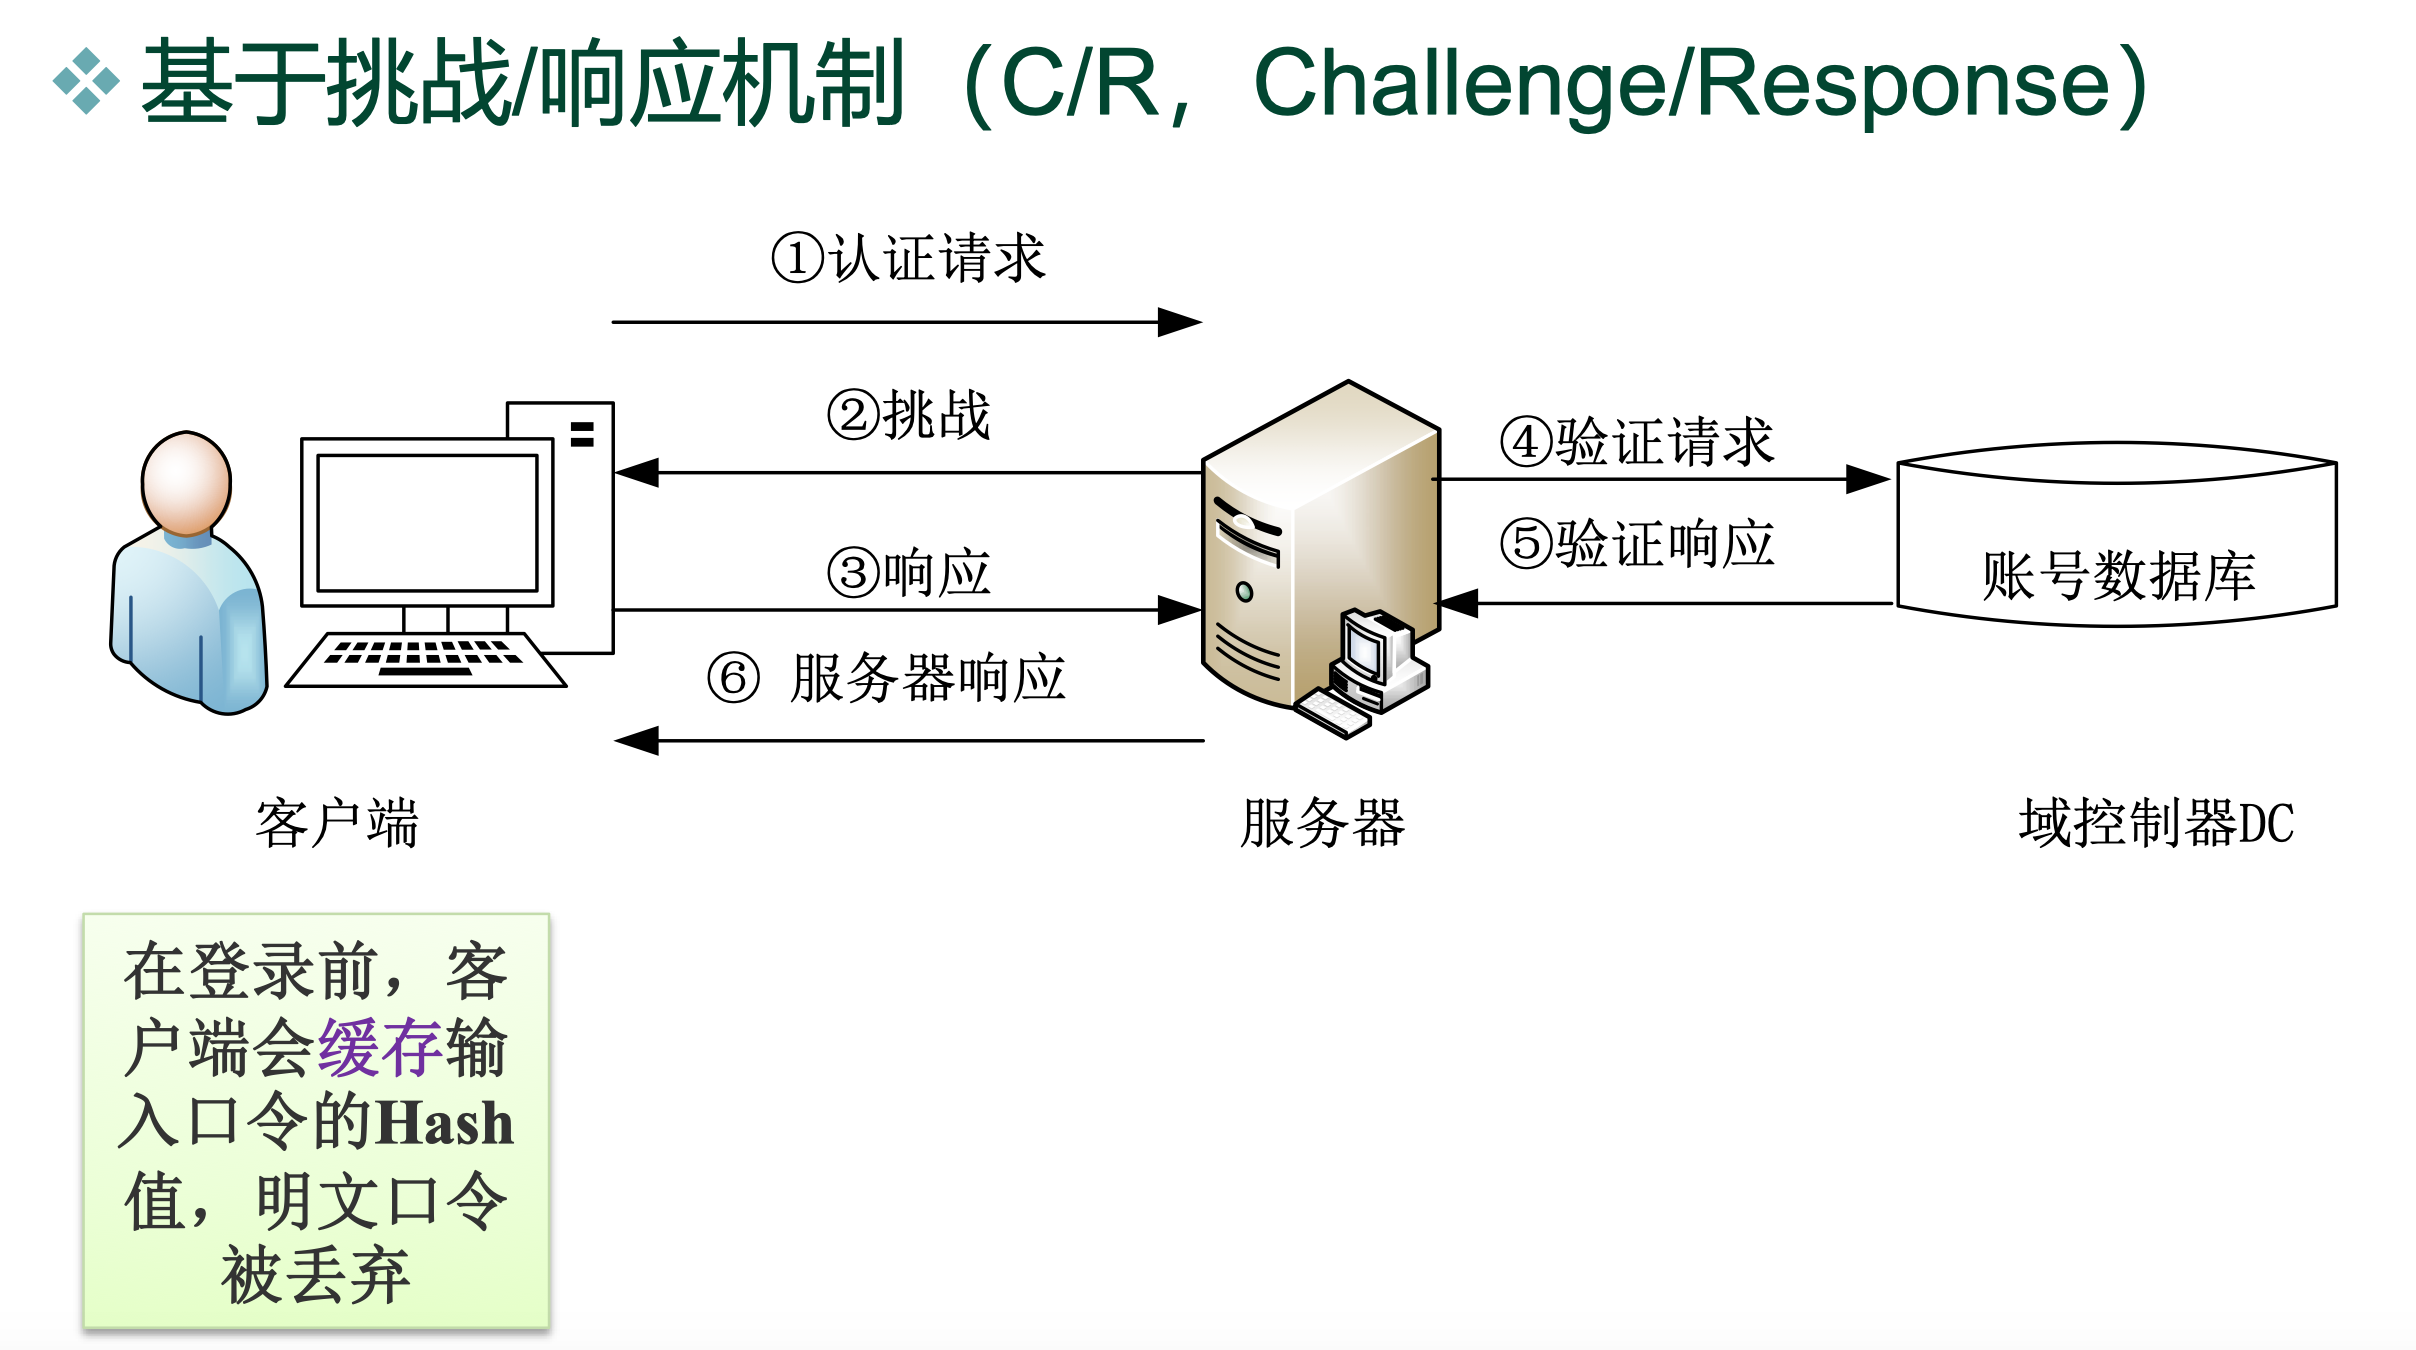 基于挑战/响应机制（C/R，Challenge/Response）
①认证请求
②挑战
③响应
⑥ 服务器响应
④验证请求
⑤验证响应
账号数据库
客户端
服务器
域控制器DC
在登录前，客
户端会缓存输
入口令的Hash
值，明文口令
被丢弃